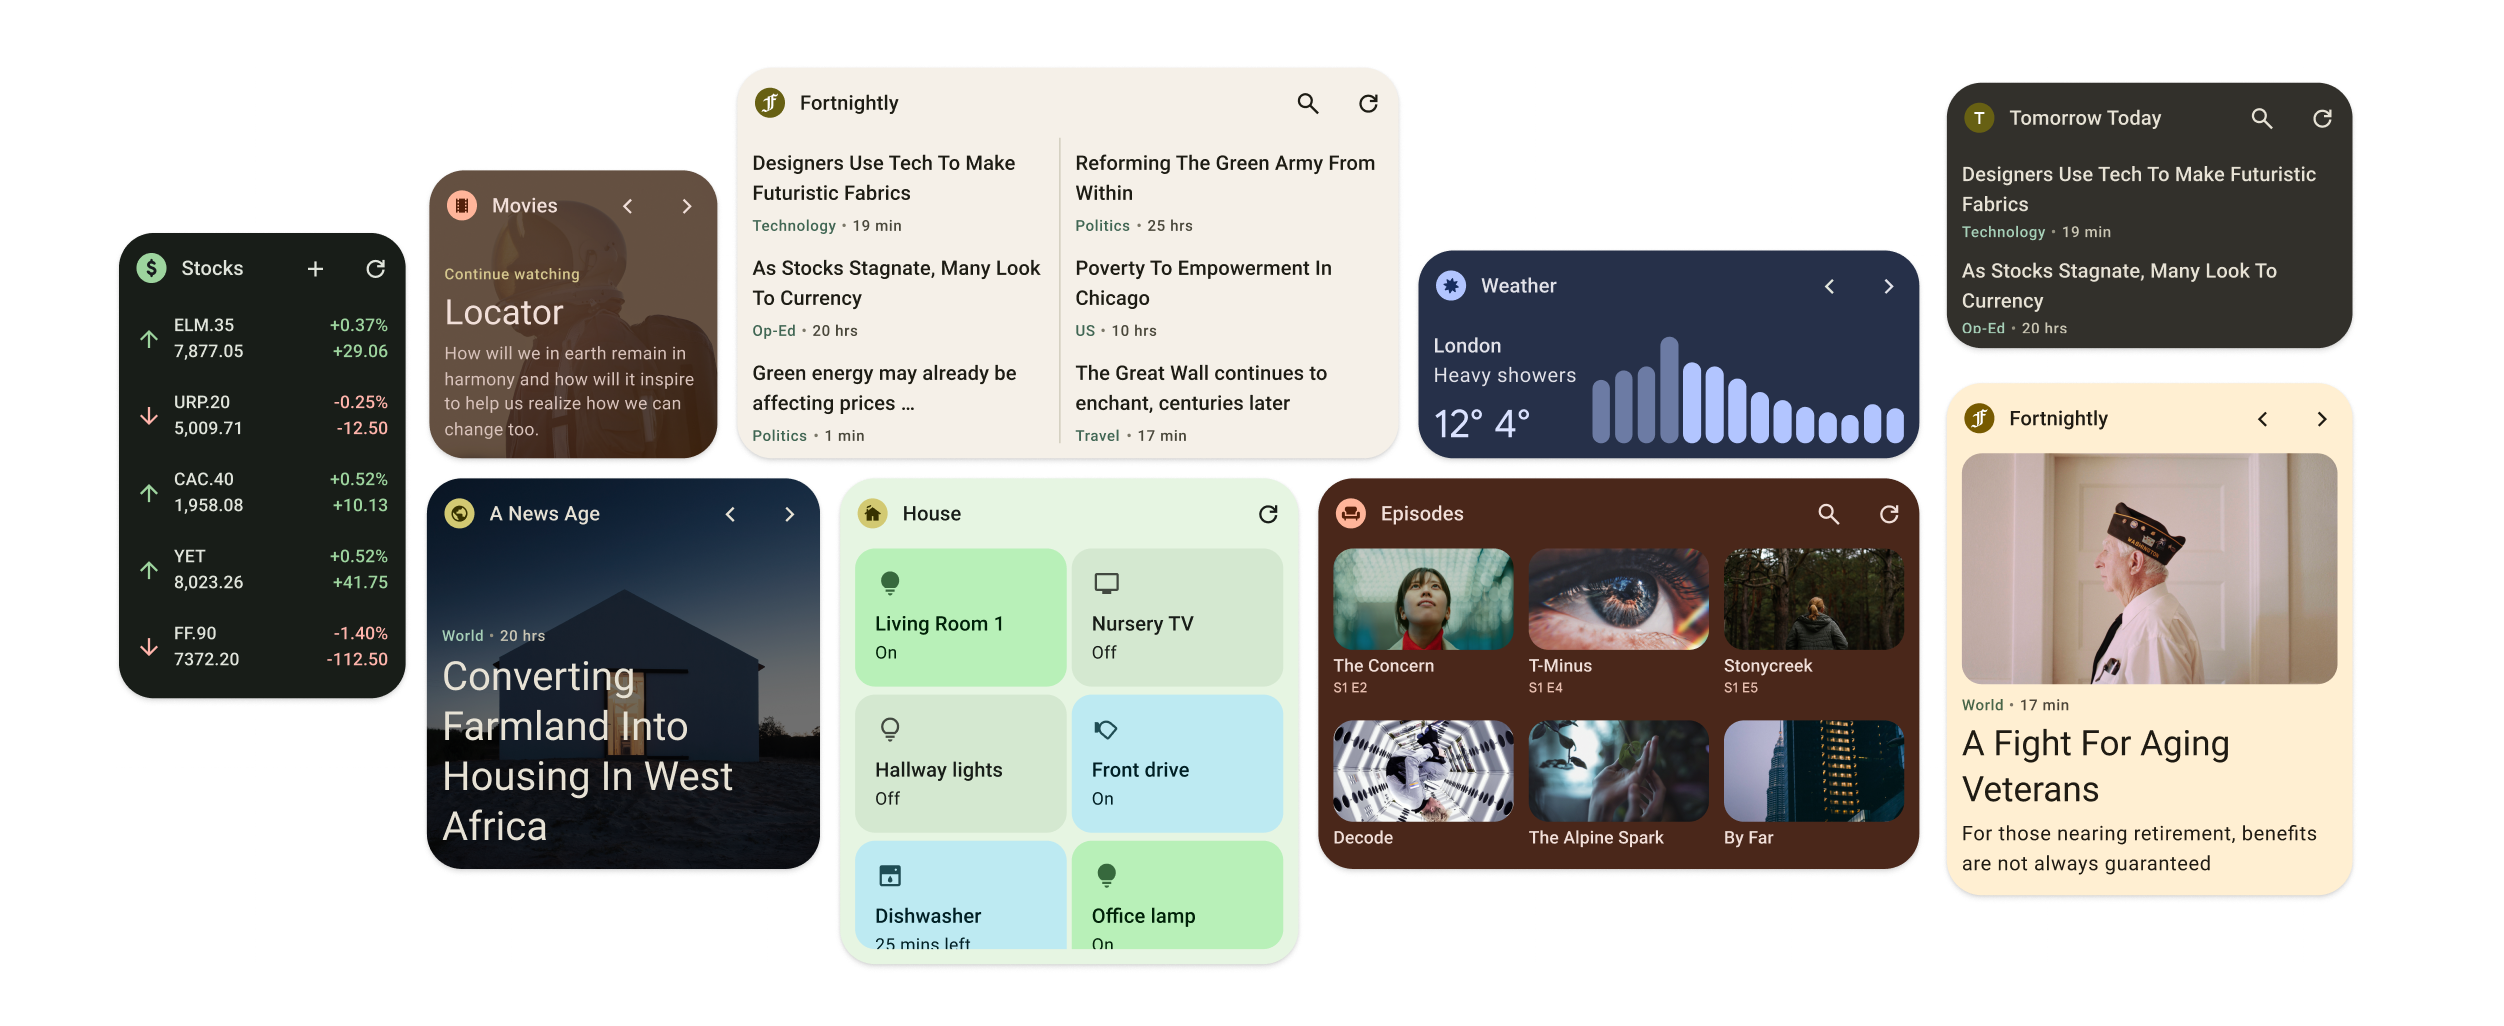 Stocks
ELM.35 +0.37%
7,877.05 +29.06
URP.20 -0.25%
5,009.71 -12.50
CAC.40 +0.52%
1,958.08 +10.13
YET +0.52%
8,023.26 +41.75
FF.90 -1.40%
7372.20 -112.50
Movies
Continue watching
Locator
How will we in earth remain in
harmony and how will it inspire
to help us realize how we can
change too.
A News Age
World • 20 hrs
Converting
Farmland Into
Housing In West
Africa
Fortnightly
Designers Use Tech To Make
Futuristic Fabrics
Technology • 19 min
As Stocks Stagnate, Many Look
To Currency
Op-Ed • 20 hrs
Green energy may already be
affecting prices ...
Politics • 1 min
Reforming The Green Army From
Within
Politics • 25 hrs
Poverty To Empowerment In
Chicago
US • 10 hrs
The Great Wall continues to
enchant, centuries later
Travel • 17 min
House
Living Room 1
On
Nursery TV
Off
Hallway lights
Off
Front drive
On
Dishwasher
25 mins left
Office lamp
On
Weather
London
Heavy showers
12° 4°
Episodes
The Concern
S1 E2
T-Minus
S1 E4
Stonycreek
S1 E5
Decode
The Alpine Spark
By Far
T Tomorrow Today
Designers Use Tech To Make Futuristic
Fabrics
Technology • 19 min
As Stocks Stagnate, Many Look To
Currency
Op-Ed • 20 hrs
Fortnightly
WASHINGTON
World • 17 min
A Fight For Aging
Veterans
For those nearing retirement, benefits
are not always guaranteed